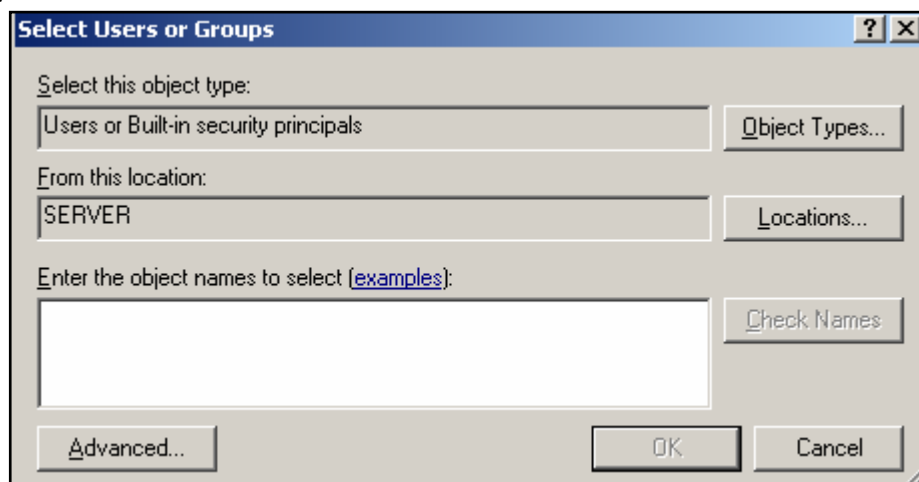 Select Users or Groups
Select this object type:
Users or Built-in security principals
Object Types...
From this location:
SERVER
Locations...
Enter the object names to select (examples):
Check Names
Advanced...
OK
Cancel